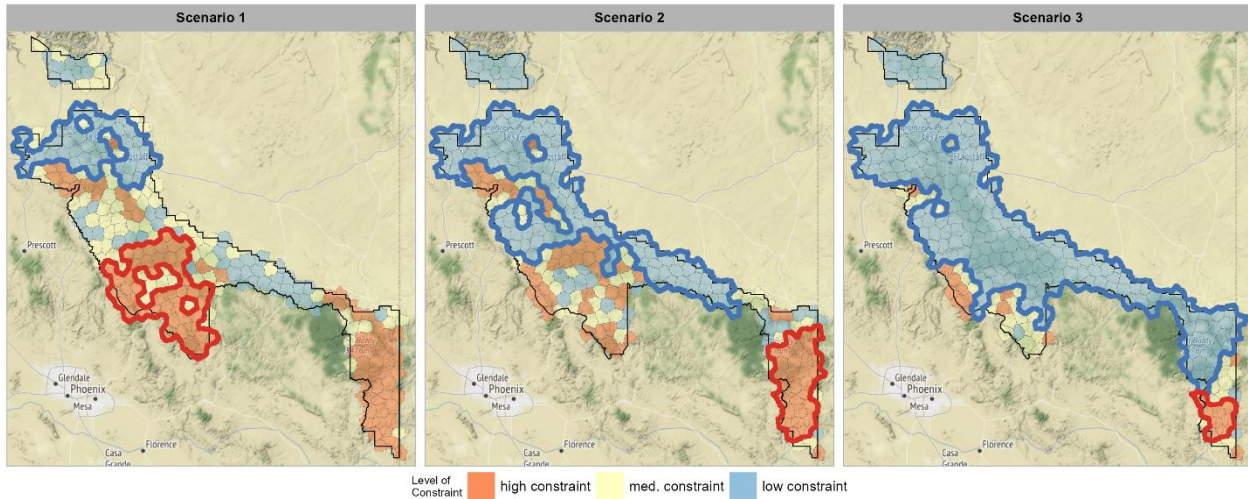 Scenario 1
Scenario 2
Scenario 3
Prescott
Glendale
Phoenix
Mesa
Florence
Casa
Grande
Prescott
Glendale
Phoenix
Mesa
Florence
Casa
Grande
Flagstaff
Prescott
Glendale
Phoenix
Mesa
Florence
Casa
Grande
Level of
Constraint
high constraint
med. constraint
low constraint